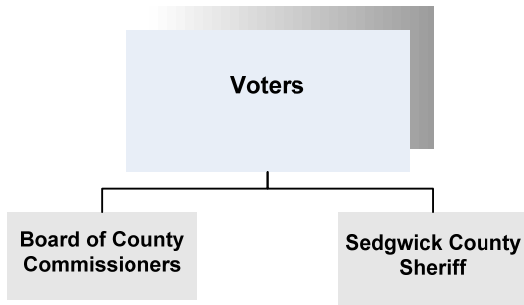 Voters
Board of County
Commissioners
Sedgwick County
Sheriff